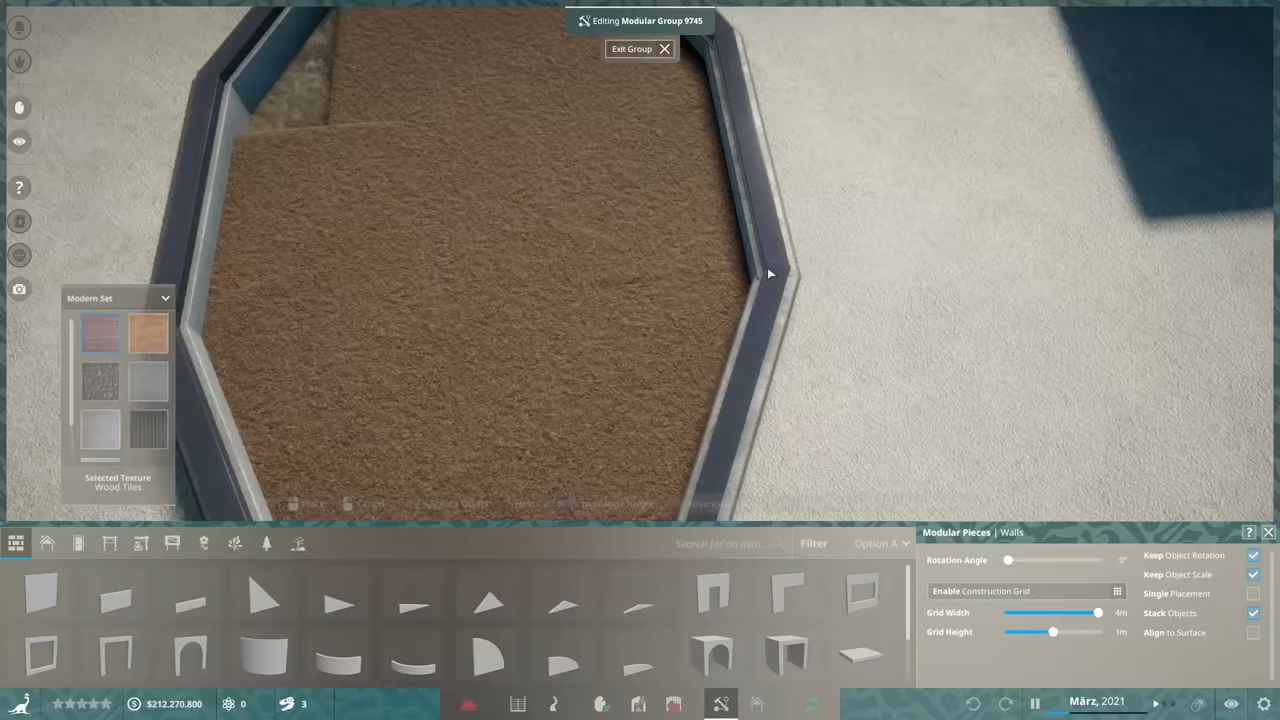 Editing Modular Group 9745
Exit Group
Modern Set
Selected Texture
Wood Tiles
Search for an item...
Filter
Option A
Modular Pieces | Walls
Rotation Angle
0°
Enable Construction Grid
Grid Width
4m
Grid Height
1m
Keep Object Rotation
Keep Object Scale
Single Placement
Stack Objects
Align to Surface
$212.270.800
0
3
März, 2021